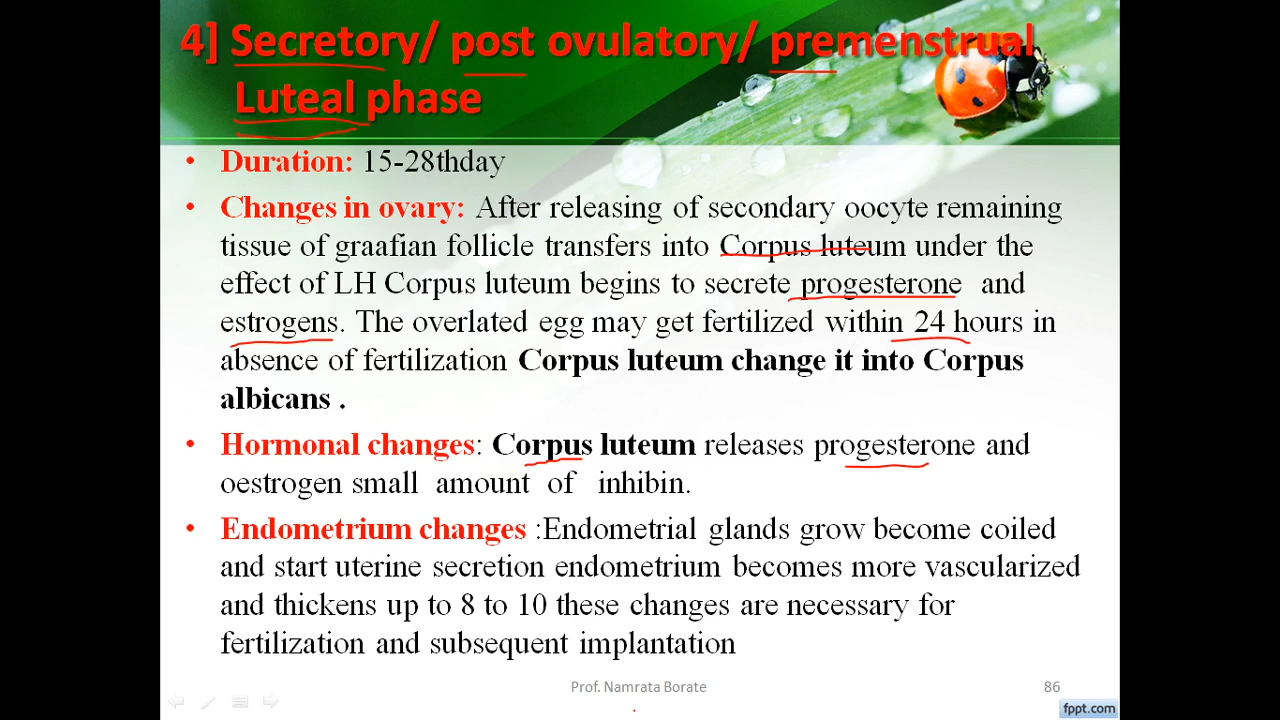 4] Secretory/ post ovulatory/ premenstrual
Luteal phase
• Duration: 15-28thday
• Changes in ovary: After releasing of secondary oocyte remaining
tissue of graafian follicle transfers into Corpus luteum under the
effect of LH Corpus luteum begins to secrete progesterone and
estrogens. The overlated egg may get fertilized within 24 hours in
absence of fertilization Corpus luteum change it into Corpus
albicans .
• Hormonal changes: Corpus luteum releases progesterone and
oestrogen small amount of inhibin.
• Endometrium changes :Endometrial glands grow become coiled
and start uterine secretion endometrium becomes more vascularized
and thickens up to 8 to 10 these changes are necessary for
fertilization and subsequent implantation
Prof. Namrata Borate
86
fppt.com